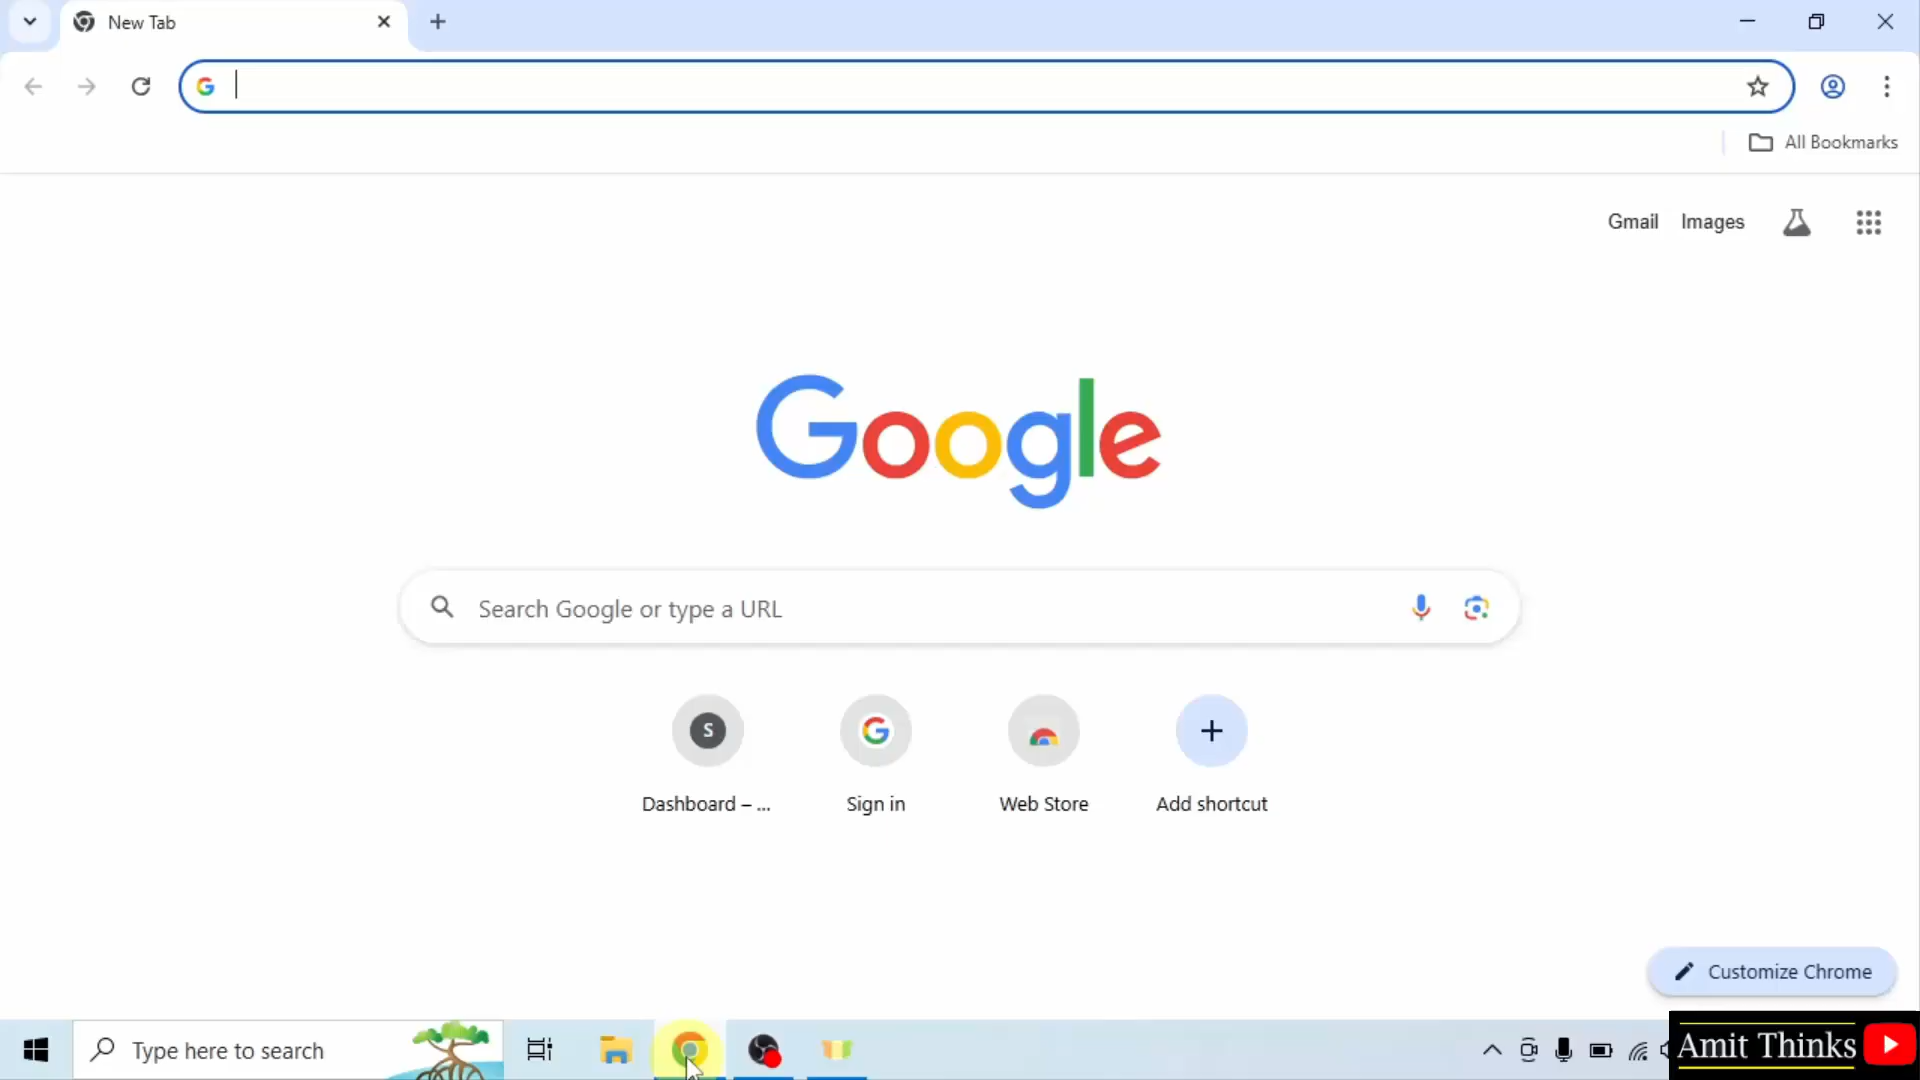 New Tab
All Bookmarks
Gmail Images
Google
Search Google or type a URL
S
Dashboard – ... Sign in Web Store Add shortcut
Customize Chrome
Type here to search
Amit Thinks